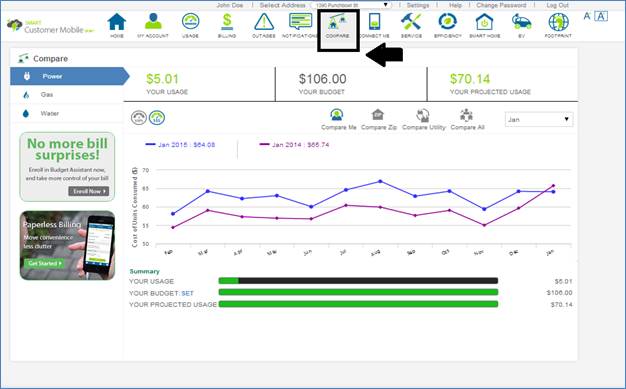 John Doe | Select Address : 1390 Punchbowl St | Settings | Help | Change Password | Log Out
SMART
Customer Mobile
HOME MY ACCOUNT USAGE BILLING OUTAGES NOTIFICATIONS COMPARE CONNECT ME SERVICE EFFICIENCY SMART HOME EV FOOTPRINT
A- A
Compare
Power
Gas
Water
$5.01 $106.00 $70.14
YOUR USAGE YOUR BUDGET YOUR PROJECTED USAGE
Compare Me Compare Zip Compare Utility Compare All
Jan
No more bill
surprises!
Enroll in Budget Assistant now,
and take more control of your bill
Enroll Now
Paperless Billing
Move convenience
less clutter
Get Started
Jan 2015 : $64.08 Jan 2014 : $65.74
Cost of Units Consumed ($)
70
65
60
55
50
Feb Mar Apr May Jun Jul Aug Sep Oct Nov Dec Jan
Summary
YOUR USAGE $5.01
YOUR BUDGET: SET $106.00
YOUR PROJECTED USAGE $70.14